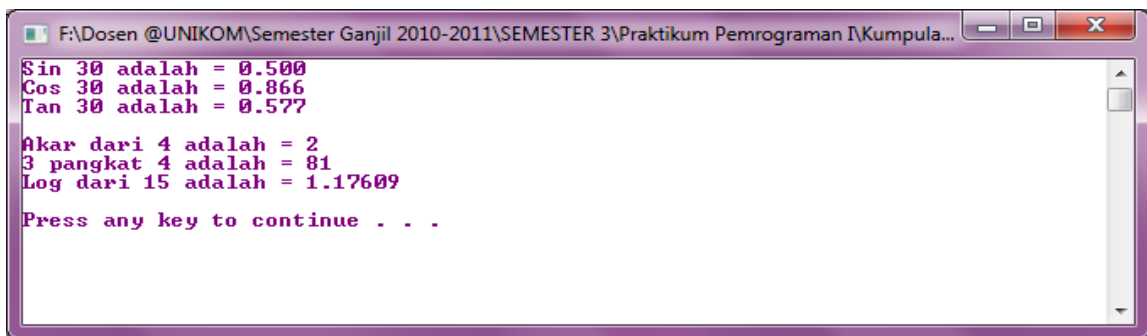 F:\Dosen @UNIKOM\Semester Ganjil 2010-2011\SEMESTER 3\Praktikum Pemrograman I\Kumpula...
Sin 30 adalah = 0.500
Cos 30 adalah = 0.866
Tan 30 adalah = 0.577
Akar dari 4 adalah = 2
3 pangkat 4 adalah = 81
Log dari 15 adalah = 1.17609
Press any key to continue . . .